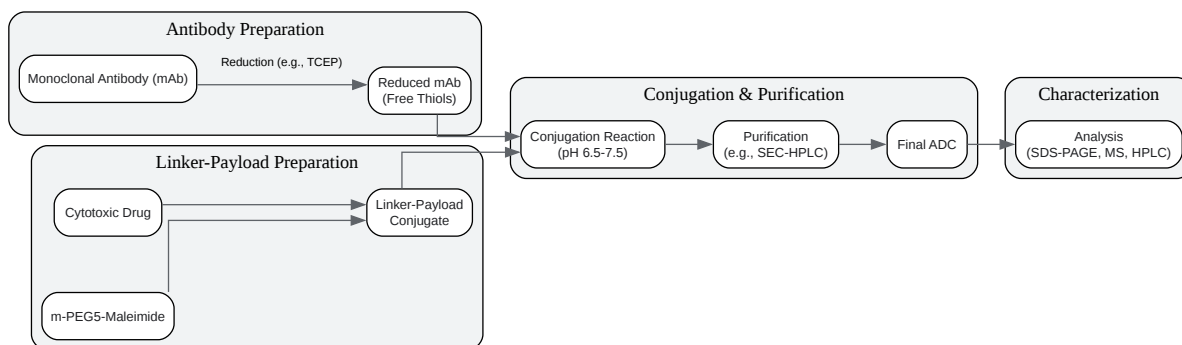 Antibody Preparation
Monoclonal Antibody (mAb)
Reduction (e.g., TCEP)
Reduced mAb
(Free Thiols)
Linker-Payload Preparation
Cytotoxic Drug
Linker-Payload
Conjugate
m-PEG5-Maleimide
Conjugation & Purification
Conjugation Reaction
(pH 6.5-7.5)
Purification
(e.g., SEC-HPLC)
Final ADC
Characterization
Analysis
(SDS-PAGE, MS, HPLC)